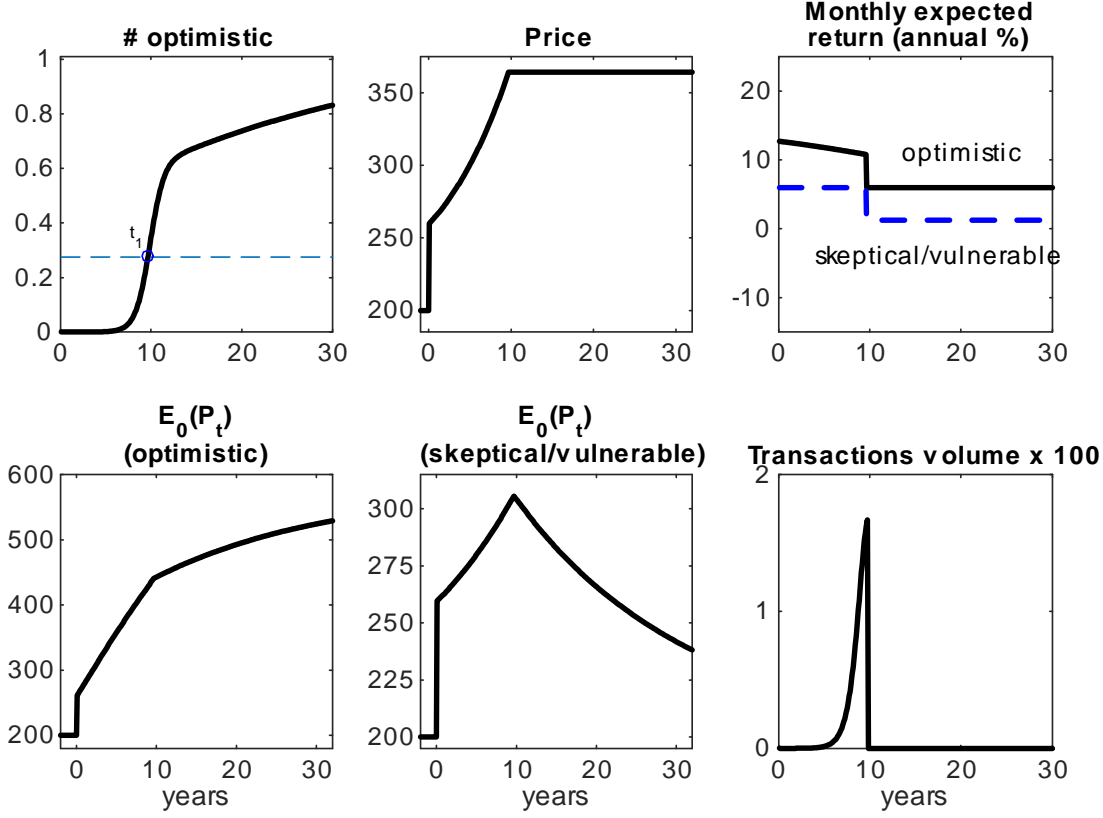 # optimistic
1
0.8
0.6
0.4
0.2
0
t1
0 10 20 30
Price
350
300
250
200
0 10 20 30
Monthly expected
return (annual %)
20
10
0
-10
optimistic
skeptical/vulnerable
0 10 20 30
E0(Pt)
(optimistic)
600
500
400
300
200
0 10 20 30
years
E0(Pt)
(skeptical/vulnerable)
300
275
250
225
200
0 10 20 30
years
Transactions volume x 100
2
1
0
0 10 20 30
years